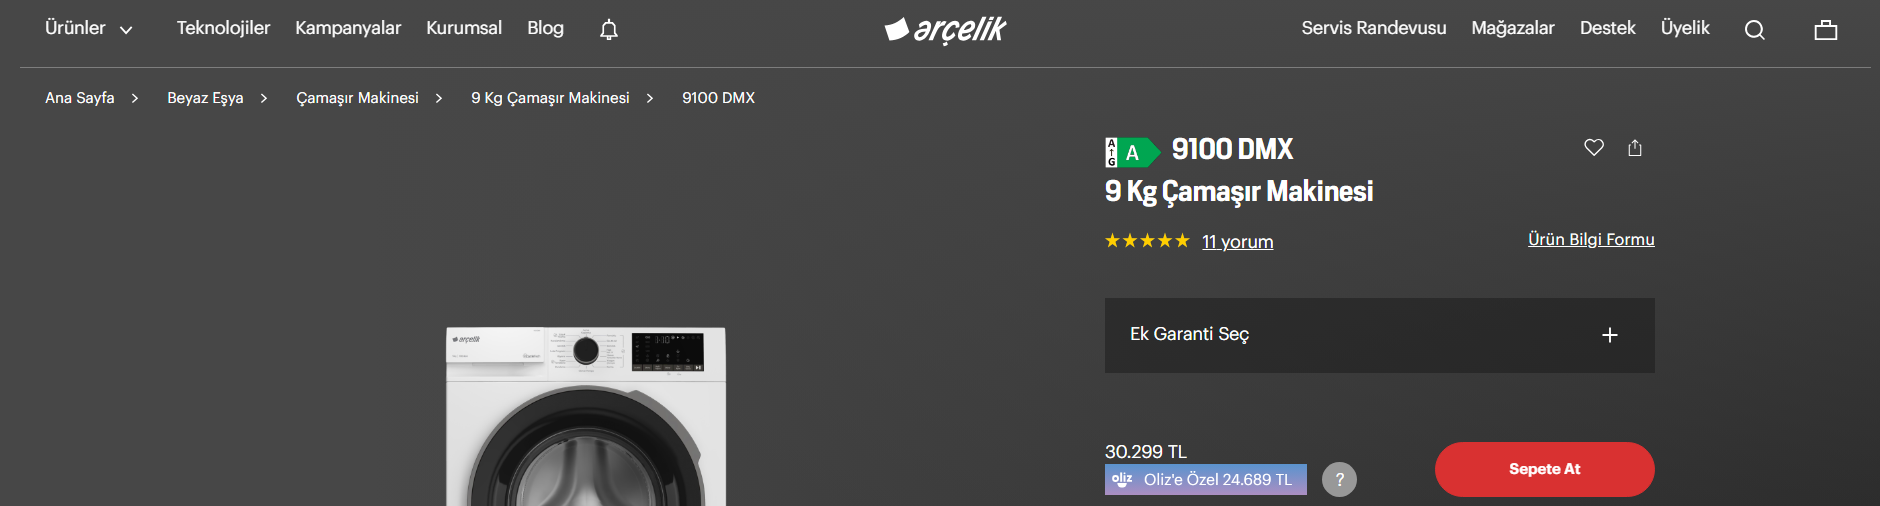 Ürünler Teknolojiler Kampanyalar Kurumsal Blog arçelik Servis Randevusu Mağazalar Destek Üyelik
Ana Sayfa > Beyaz Eşya > Çamaşır Makinesi > 9 Kg Çamaşır Makinesi > 9100 DMX
A↑G A 9100 DMX
9 Kg Çamaşır Makinesi
★★★★★ 11 yorum Ürün Bilgi Formu
Ek Garanti Seç +
arçelik
30.299 TL
oliz Oliz'e Özel 24.689 TL ?
Sepete At